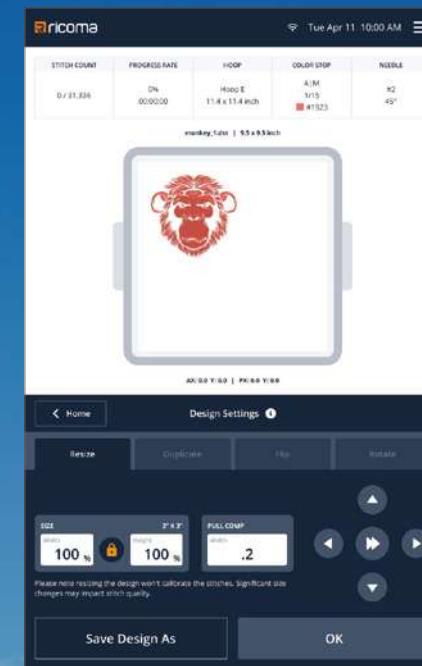 ricoma
Tue Apr 11 10:00 AM
STITCH COUNT PROGRESS RATE HOOP COLOR STOP NEEDLE
0 / 31,336 0% 00:00:00 Hoop E 11.4 x 11.4 inch A|M 1/15 #1923 #2 45°
9.5 x 9.5 inch
AX: 0.0 Y: 0.0 | PX: 0.0 Y: 0.0
Home Design Settings
Resize Duplicate Flip Rotate
SIZE 3" X 3" PULL COMP
Width Height Width
100 % 100 % .2
Please note resizing the design won't calibrate the stitches. Significant size
changes may impact stitch quality.
Save Design As OK